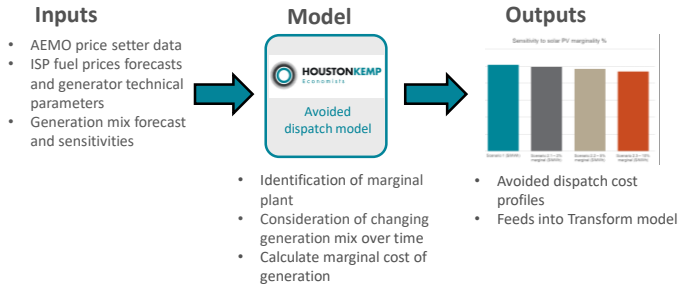 Inputs
• AEMO price setter data
• ISP fuel prices forecasts
and generator technical
parameters
• Generation mix forecast
and sensitivities
Model
HOUSTONKEMP
Economists
Avoided
dispatch model
• Identification of marginal
plant
• Consideration of changing
generation mix over time
• Calculate marginal cost of
generation
Outputs
Sensitivity to solar PV marginality %
• Avoided dispatch cost
profiles
• Feeds into Transform model